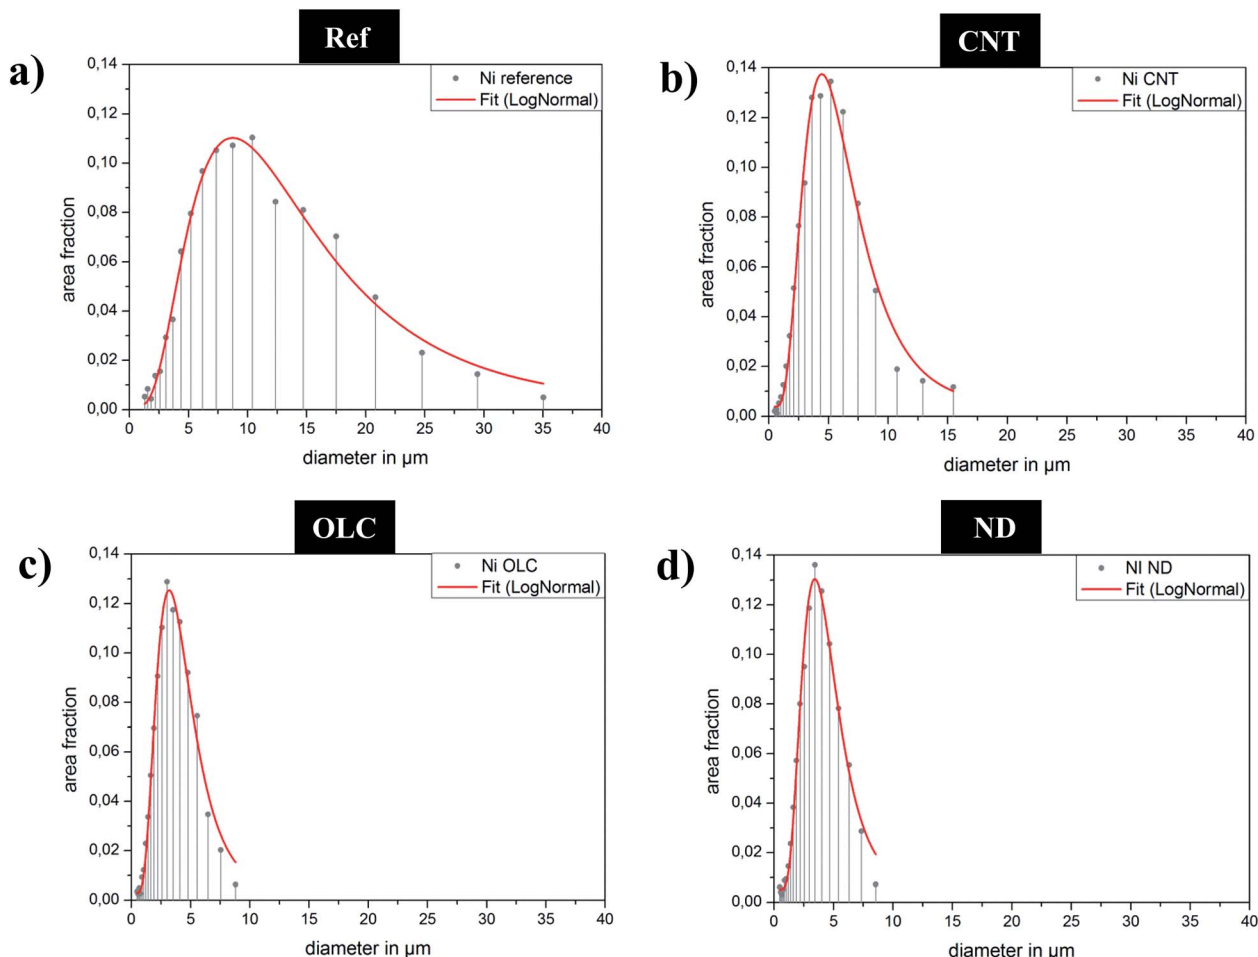 Ref
a)
Ni reference
Fit (LogNormal)
0,14
0,12
0,10
0,08
0,06
0,04
0,02
0,00
area fraction
0 5 10 15 20 25 30 35 40
diameter in µm
CNT
b)
Ni CNT
Fit (LogNormal)
0,14
0,12
0,10
0,08
0,06
0,04
0,02
0,00
area fraction
0 5 10 15 20 25 30 35 40
diameter in µm
OLC
c)
Ni OLC
Fit (LogNormal)
0,14
0,12
0,10
0,08
0,06
0,04
0,02
0,00
area fraction
0 5 10 15 20 25 30 35 40
diameter in µm
ND
d)
NI ND
Fit (LogNormal)
0,14
0,12
0,10
0,08
0,06
0,04
0,02
0,00
area fraction
0 5 10 15 20 25 30 35 40
diameter in µm